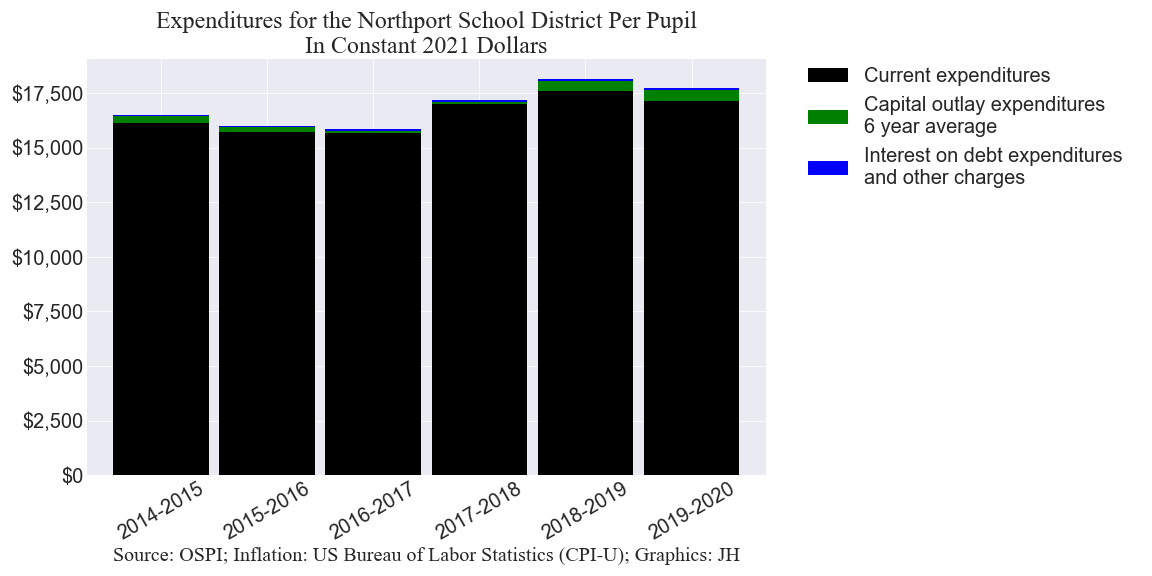 Expenditures for the Northport School District Per Pupil
In Constant 2021 Dollars
$17,500
$15,000
$12,500
$10,000
$7,500
$5,000
$2,500
$0
2014-2015
2015-2016
2016-2017
2017-2018
2018-2019
2019-2020
Current expenditures
Capital outlay expenditures
6 year average
Interest on debt expenditures
and other charges
Source: OSPI; Inflation: US Bureau of Labor Statistics (CPI-U); Graphics: JH